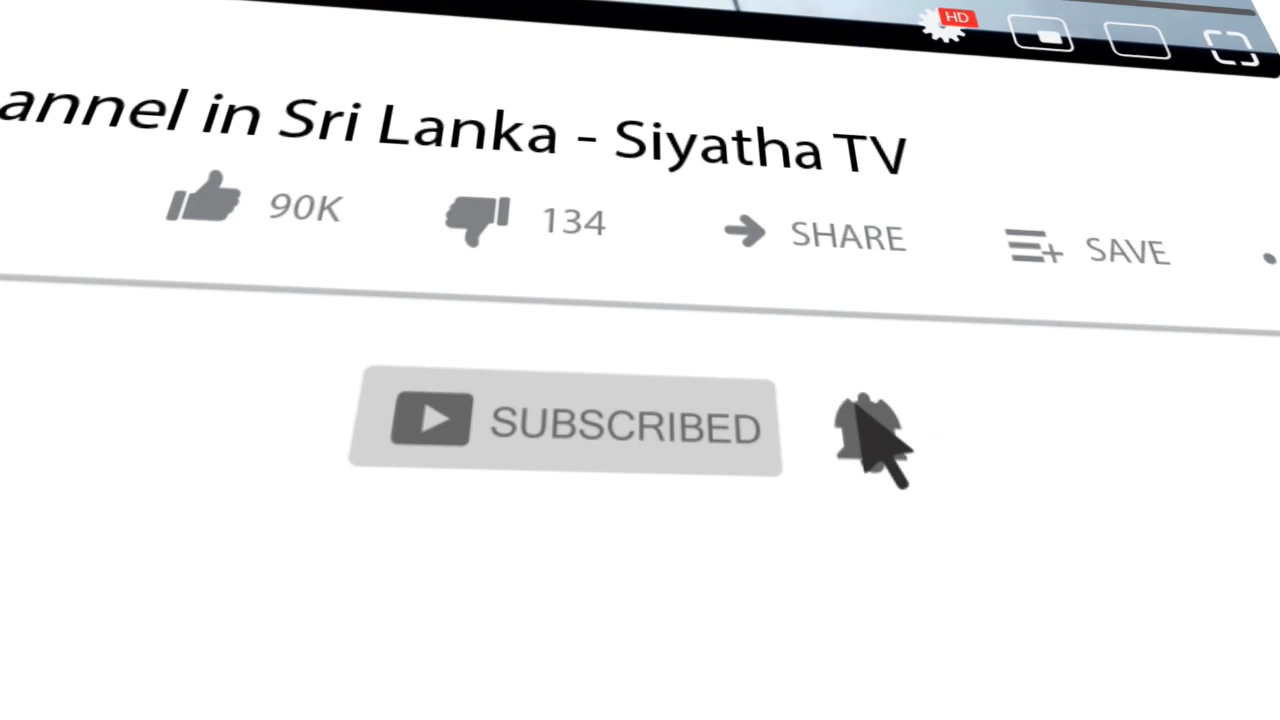 HD
annel in Sri Lanka - Siyatha TV
90K 134 SHARE SAVE
SUBSCRIBED